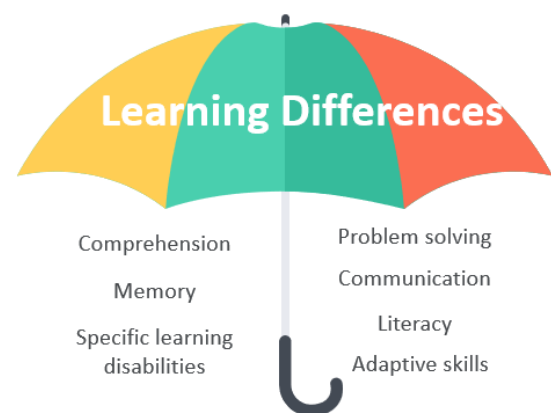 Learning Differences
Comprehension
Memory
Specific learning
disabilities
Problem solving
Communication
Literacy
Adaptive skills